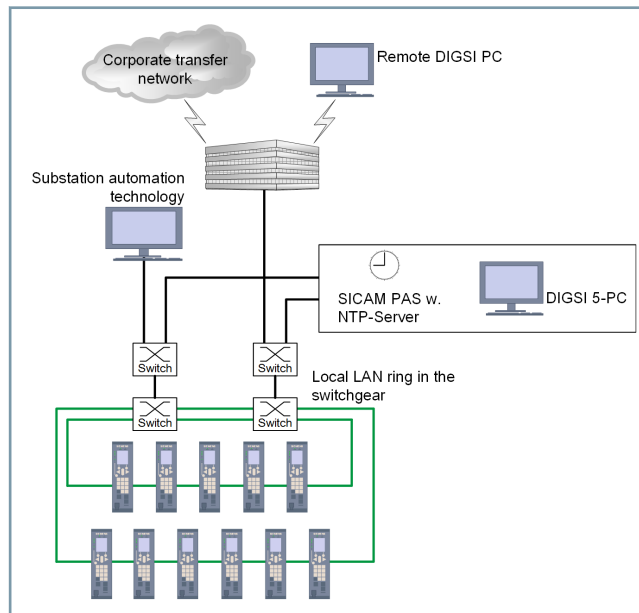 Corporate transfer
network
Remote DIGSI PC
Substation automation
technology
SICAM PAS w.
NTP-Server
DIGSI 5-PC
Switch
Switch
Local LAN ring in the
switchgear
Switch
Switch